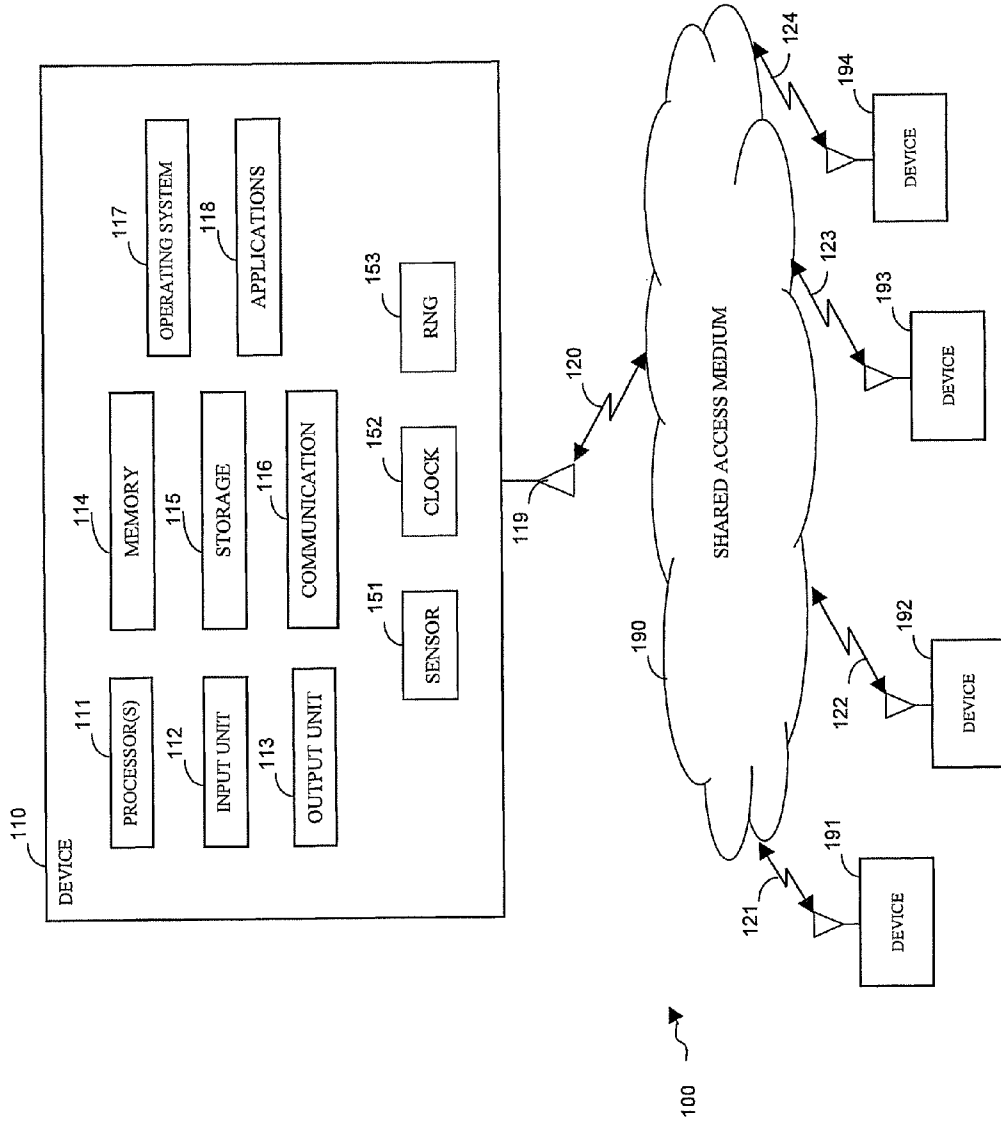 110
DEVICE
111
PROCESSOR(S)
112
INPUT UNIT
113
OUTPUT UNIT
114
MEMORY
115
STORAGE
116
COMMUNICATION
117
OPERATING SYSTEM
118
APPLICATIONS
151
SENSOR
152
CLOCK
153
RNG
119
120
190
SHARED ACCESS MEDIUM
121
191
DEVICE
122
192
DEVICE
123
193
DEVICE
124
194
DEVICE
100